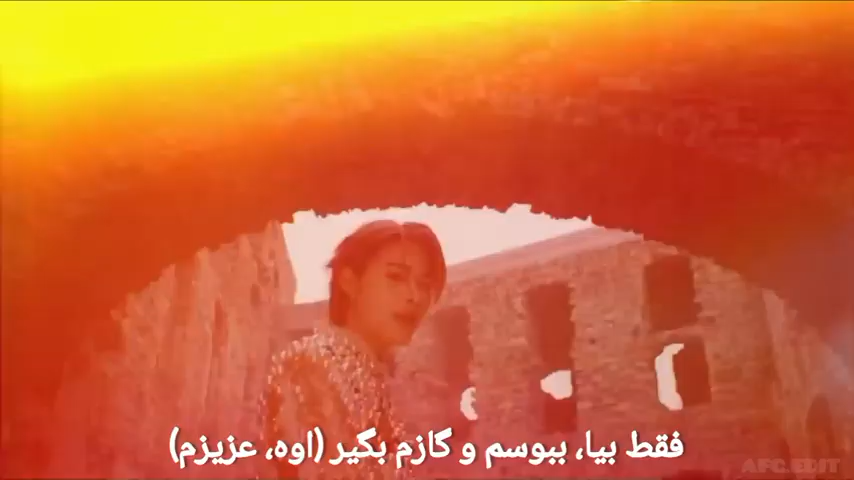 فقط بیا، ببوسم و گازم بگیر (اوه، عزیزم)
AFC.EDIT